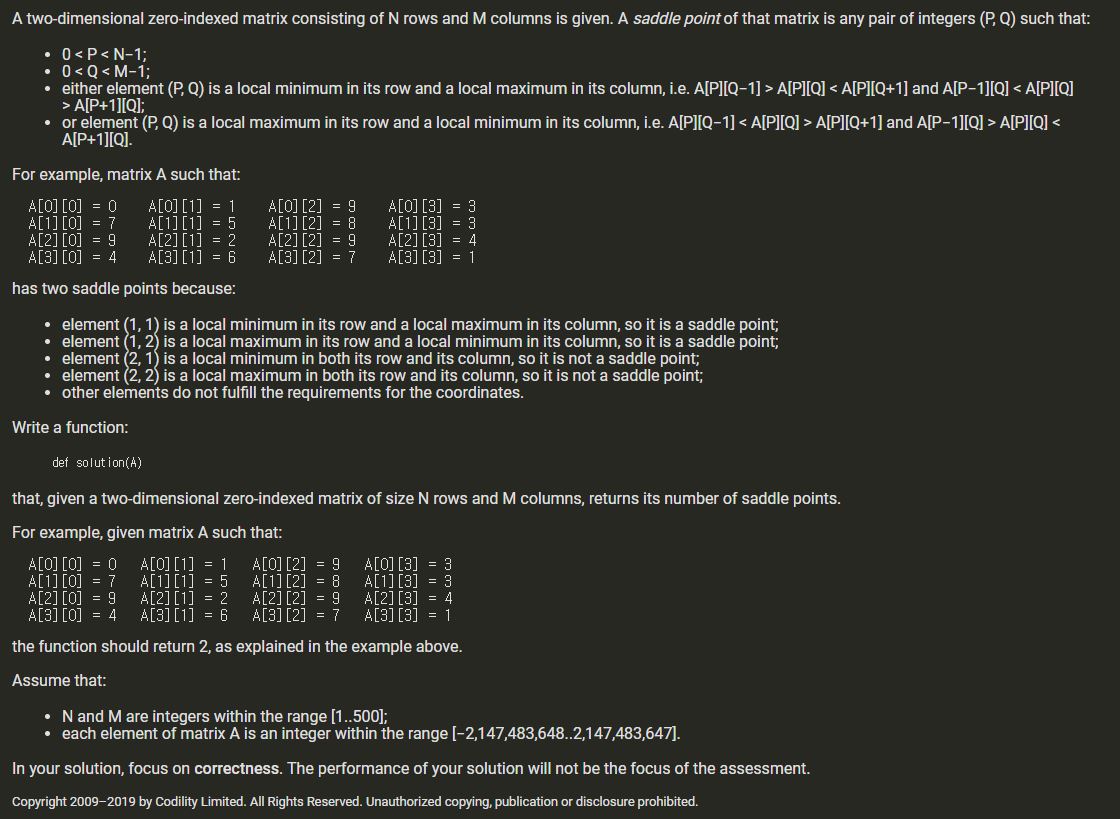 A two-dimensional zero-indexed matrix consisting of N rows and M columns is given. A saddle point of that matrix is any pair of integers (P, Q) such that:
• 0 < P < N−1;
• 0 < Q < M−1;
• either element (P, Q) is a local minimum in its row and a local maximum in its column, i.e. A[P][Q−1] > A[P][Q] < A[P][Q+1] and A[P−1][Q] < A[P][Q]
> A[P+1][Q];
• or element (P, Q) is a local maximum in its row and a local minimum in its column, i.e. A[P][Q−1] < A[P][Q] > A[P][Q+1] and A[P−1][Q] > A[P][Q] <
A[P+1][Q].
For example, matrix A such that:
A[0][0] = 0 A[0][1] = 1 A[0][2] = 9 A[0][3] = 3
A[1][0] = 7 A[1][1] = 5 A[1][2] = 8 A[1][3] = 3
A[2][0] = 9 A[2][1] = 2 A[2][2] = 9 A[2][3] = 4
A[3][0] = 4 A[3][1] = 6 A[3][2] = 7 A[3][3] = 1
has two saddle points because:
• element (1, 1) is a local minimum in its row and a local maximum in its column, so it is a saddle point;
• element (1, 2) is a local maximum in its row and a local minimum in its column, so it is a saddle point;
• element (2, 1) is a local minimum in both its row and its column, so it is not a saddle point;
• element (2, 2) is a local maximum in both its row and its column, so it is not a saddle point;
• other elements do not fulfill the requirements for the coordinates.
Write a function:
def solution(A)
that, given a two-dimensional zero-indexed matrix of size N rows and M columns, returns its number of saddle points.
For example, given matrix A such that:
A[0][0] = 0 A[0][1] = 1 A[0][2] = 9 A[0][3] = 3
A[1][0] = 7 A[1][1] = 5 A[1][2] = 8 A[1][3] = 3
A[2][0] = 9 A[2][1] = 2 A[2][2] = 9 A[2][3] = 4
A[3][0] = 4 A[3][1] = 6 A[3][2] = 7 A[3][3] = 1
the function should return 2, as explained in the example above.
Assume that:
• N and M are integers within the range [1..500];
• each element of matrix A is an integer within the range [−2,147,483,648..2,147,483,647].
In your solution, focus on correctness. The performance of your solution will not be the focus of the assessment.
Copyright 2009–2019 by Codility Limited. All Rights Reserved. Unauthorized copying, publication or disclosure prohibited.